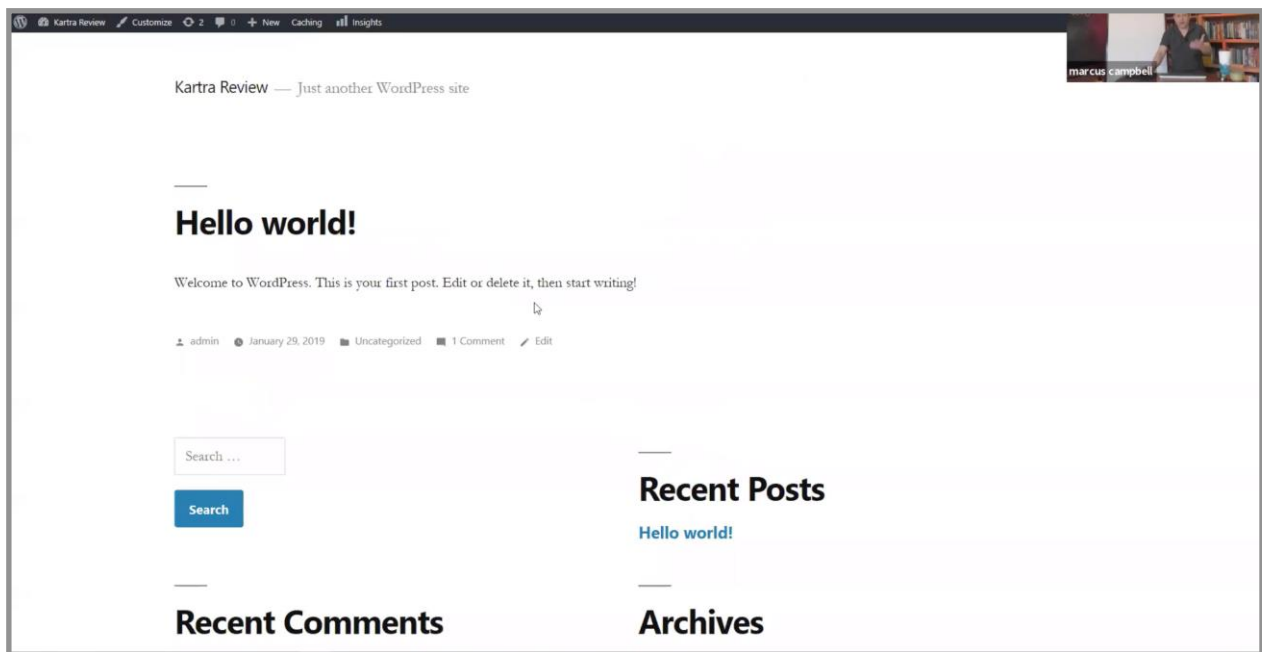 Kartra Review Customize 2 0 + New Caching Insights
marcus campbell
Kartra Review — Just another WordPress site
Hello world!
Welcome to WordPress. This is your first post. Edit or delete it, then start writing!
admin January 29, 2019 Uncategorized 1 Comment Edit
Search ...
Search
Recent Posts
Hello world!
Recent Comments
Archives